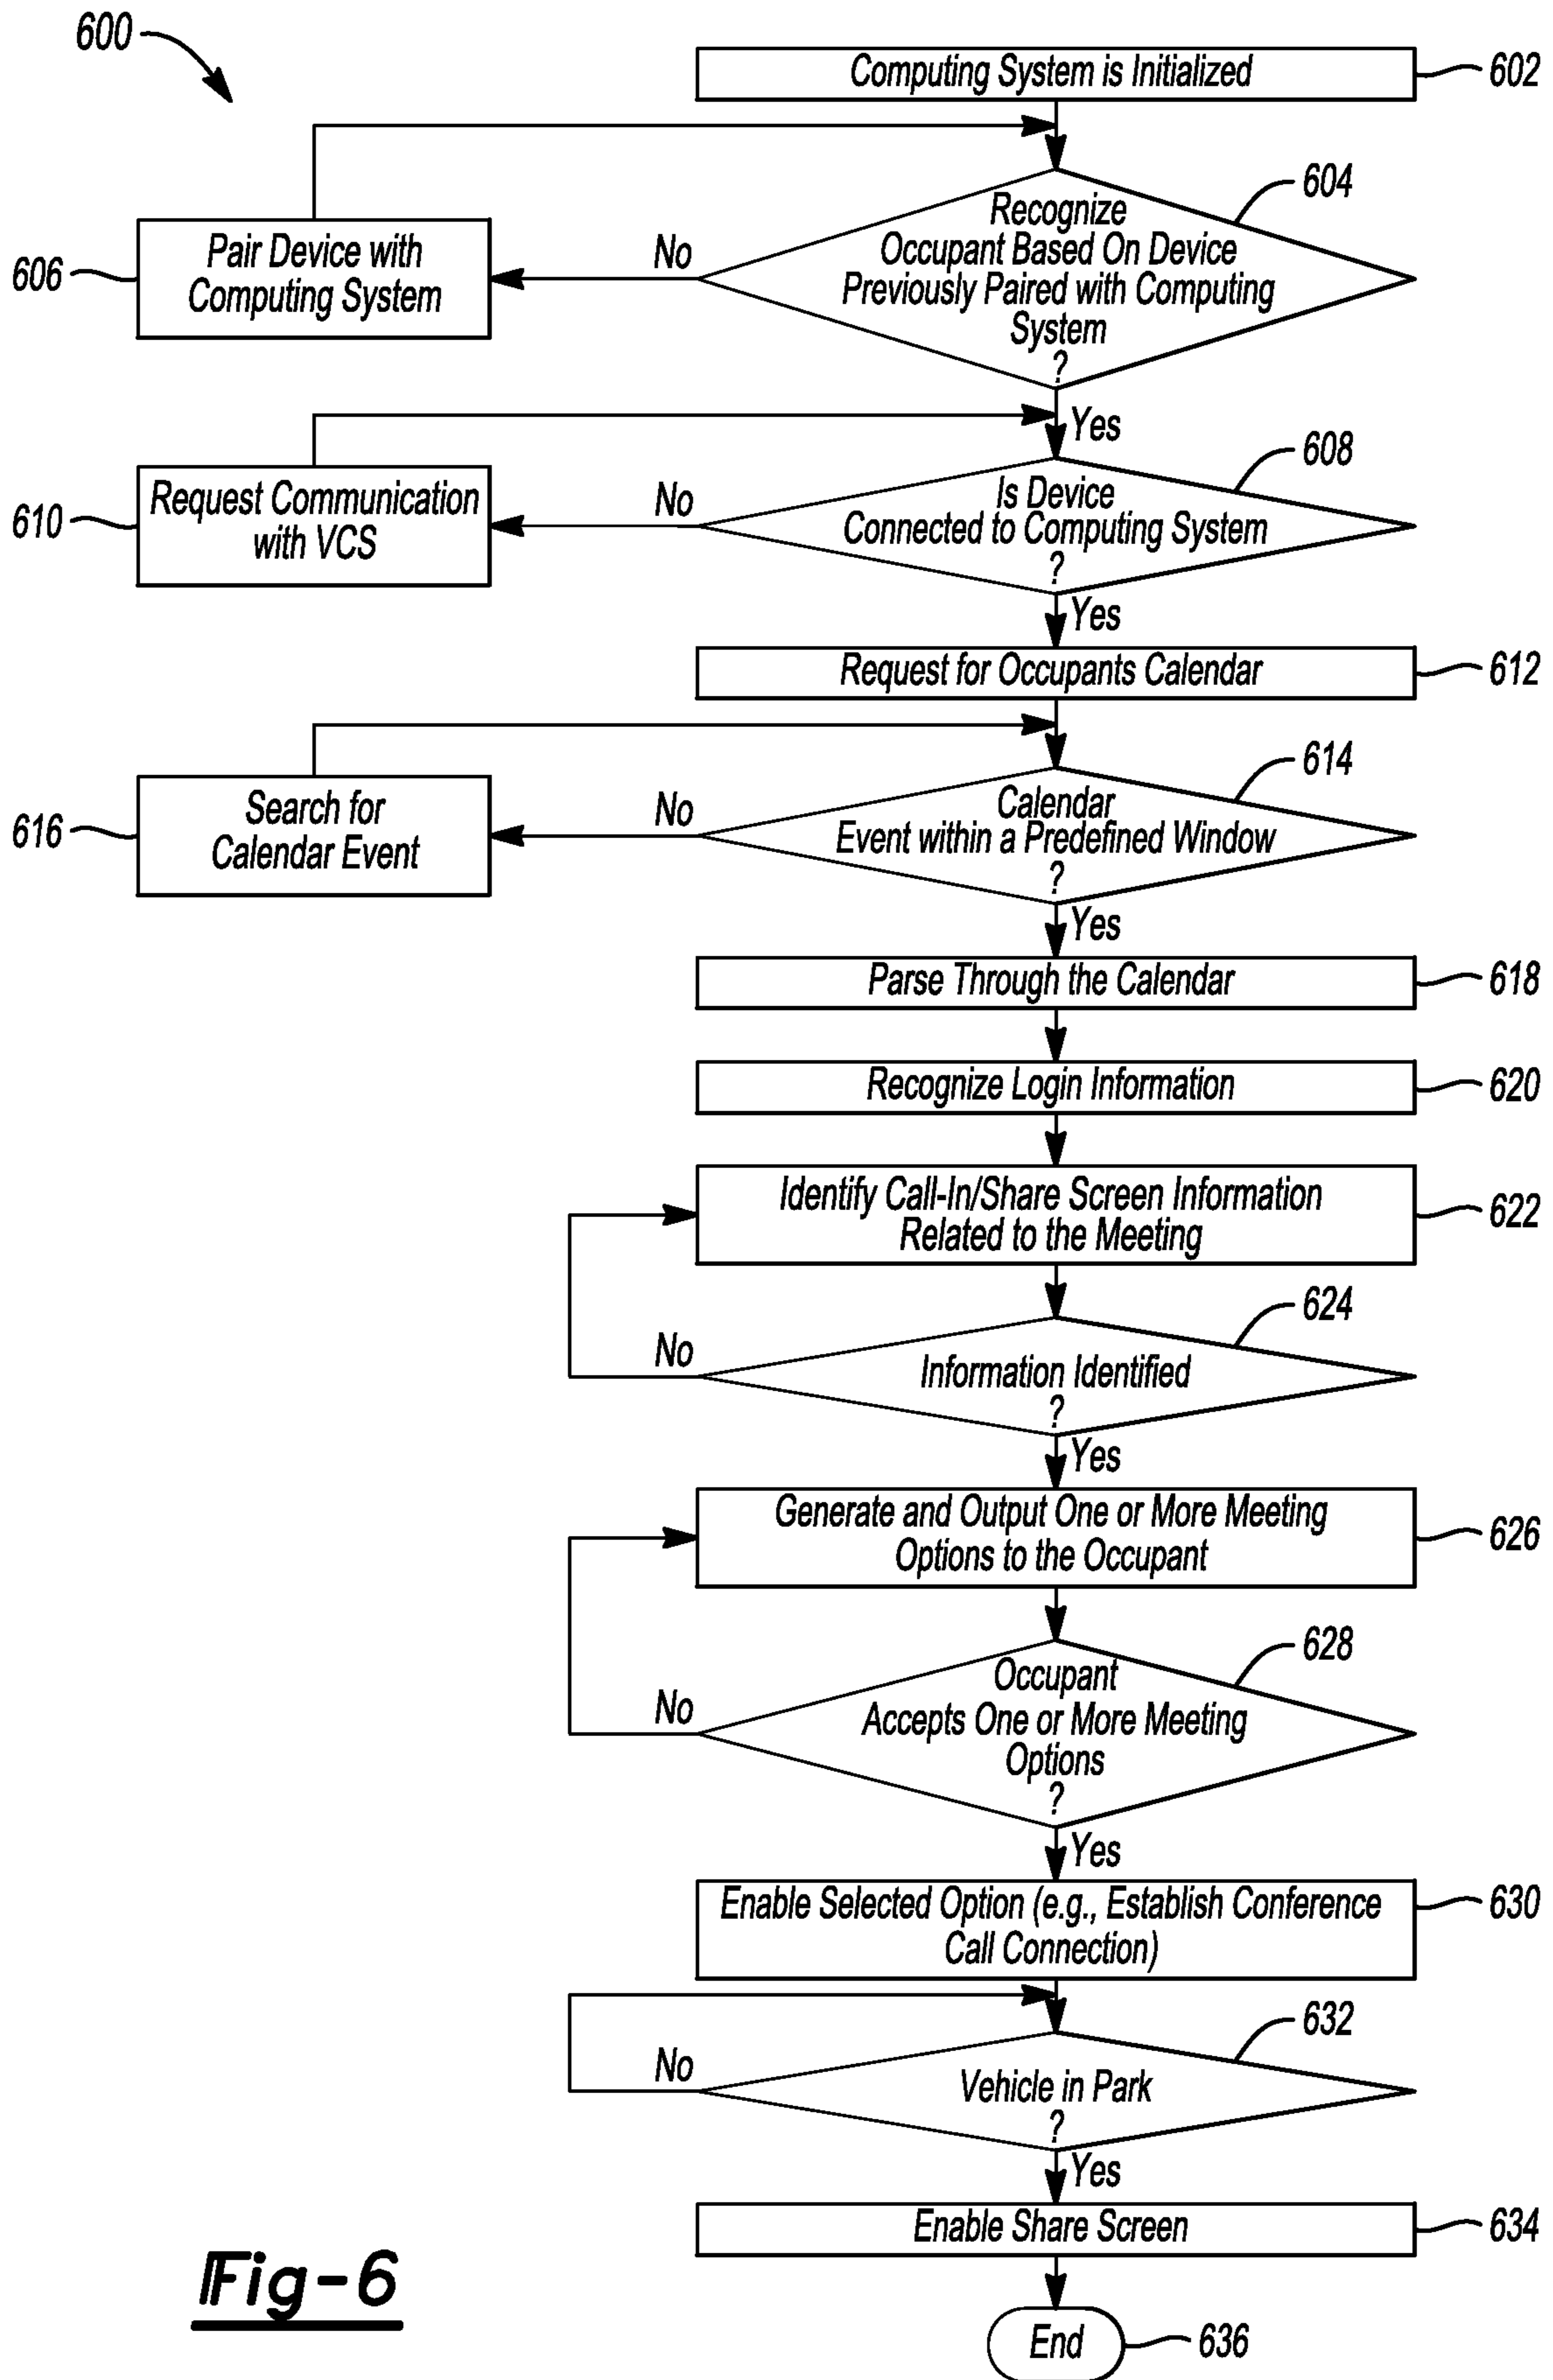 600
Computing System is Initialized
602
604
Recognize
Occupant Based On Device
Previously Paired with Computing
System
?
No
Pair Device with
Computing System
606
Yes
608
Is Device
Connected to Computing System
?
No
Request Communication
with VCS
610
Yes
Request for Occupants Calendar
612
614
Calendar
Event within a Predefined Window
?
No
Search for
Calendar Event
616
Yes
Parse Through the Calendar
618
Recognize Login Information
620
Identify Call-In/Share Screen Information
Related to the Meeting
622
624
No
Information Identified
?
Yes
Generate and Output One or More Meeting
Options to the Occupant
626
628
Occupant
Accepts One or More Meeting
Options
?
No
Yes
Enable Selected Option (e.g., Establish Conference
Call Connection)
630
632
No
Vehicle in Park
?
Yes
Enable Share Screen
634
End
636
Fig-6